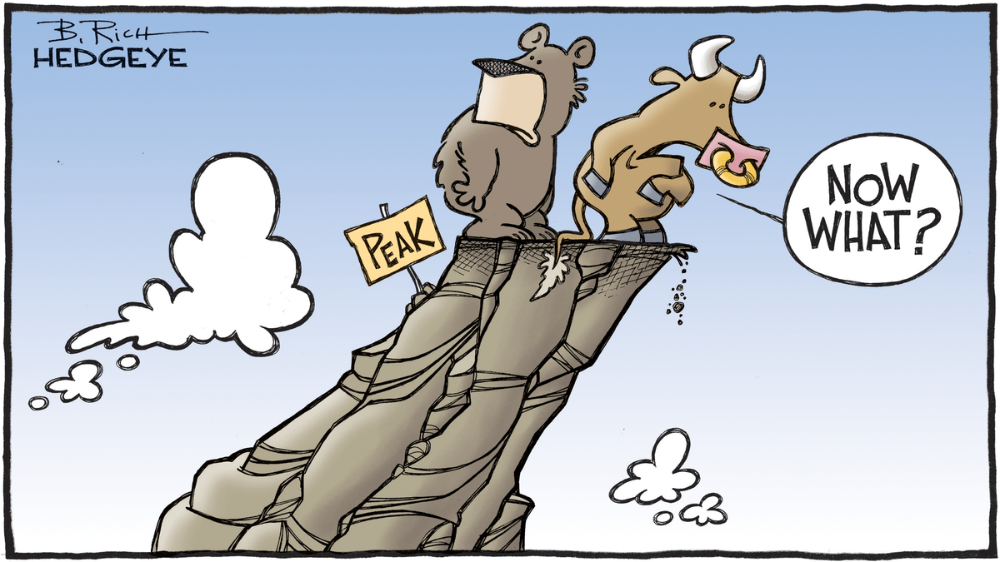 B. RICH
HEDGEYE
PEAK
NOW
WHAT?